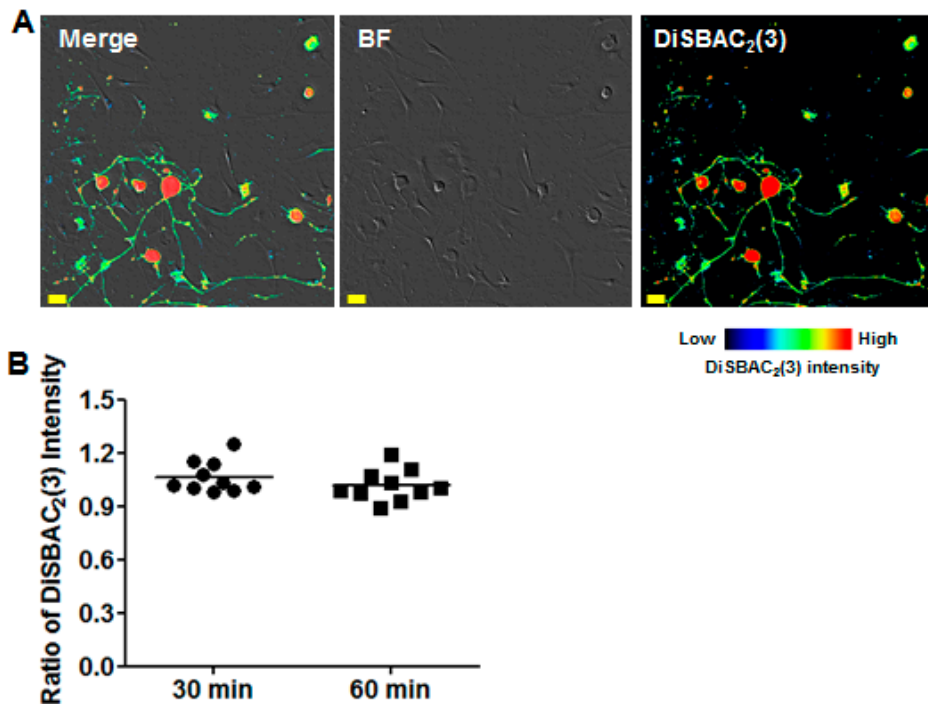 A
Merge
BF
DiSBAC₂(3)
Low
High
DiSBAC₂(3) intensity
B
Ratio of DiSBAC₂(3) Intensity
1.5
1.2
0.9
0.6
0.3
0.0
30 min
60 min